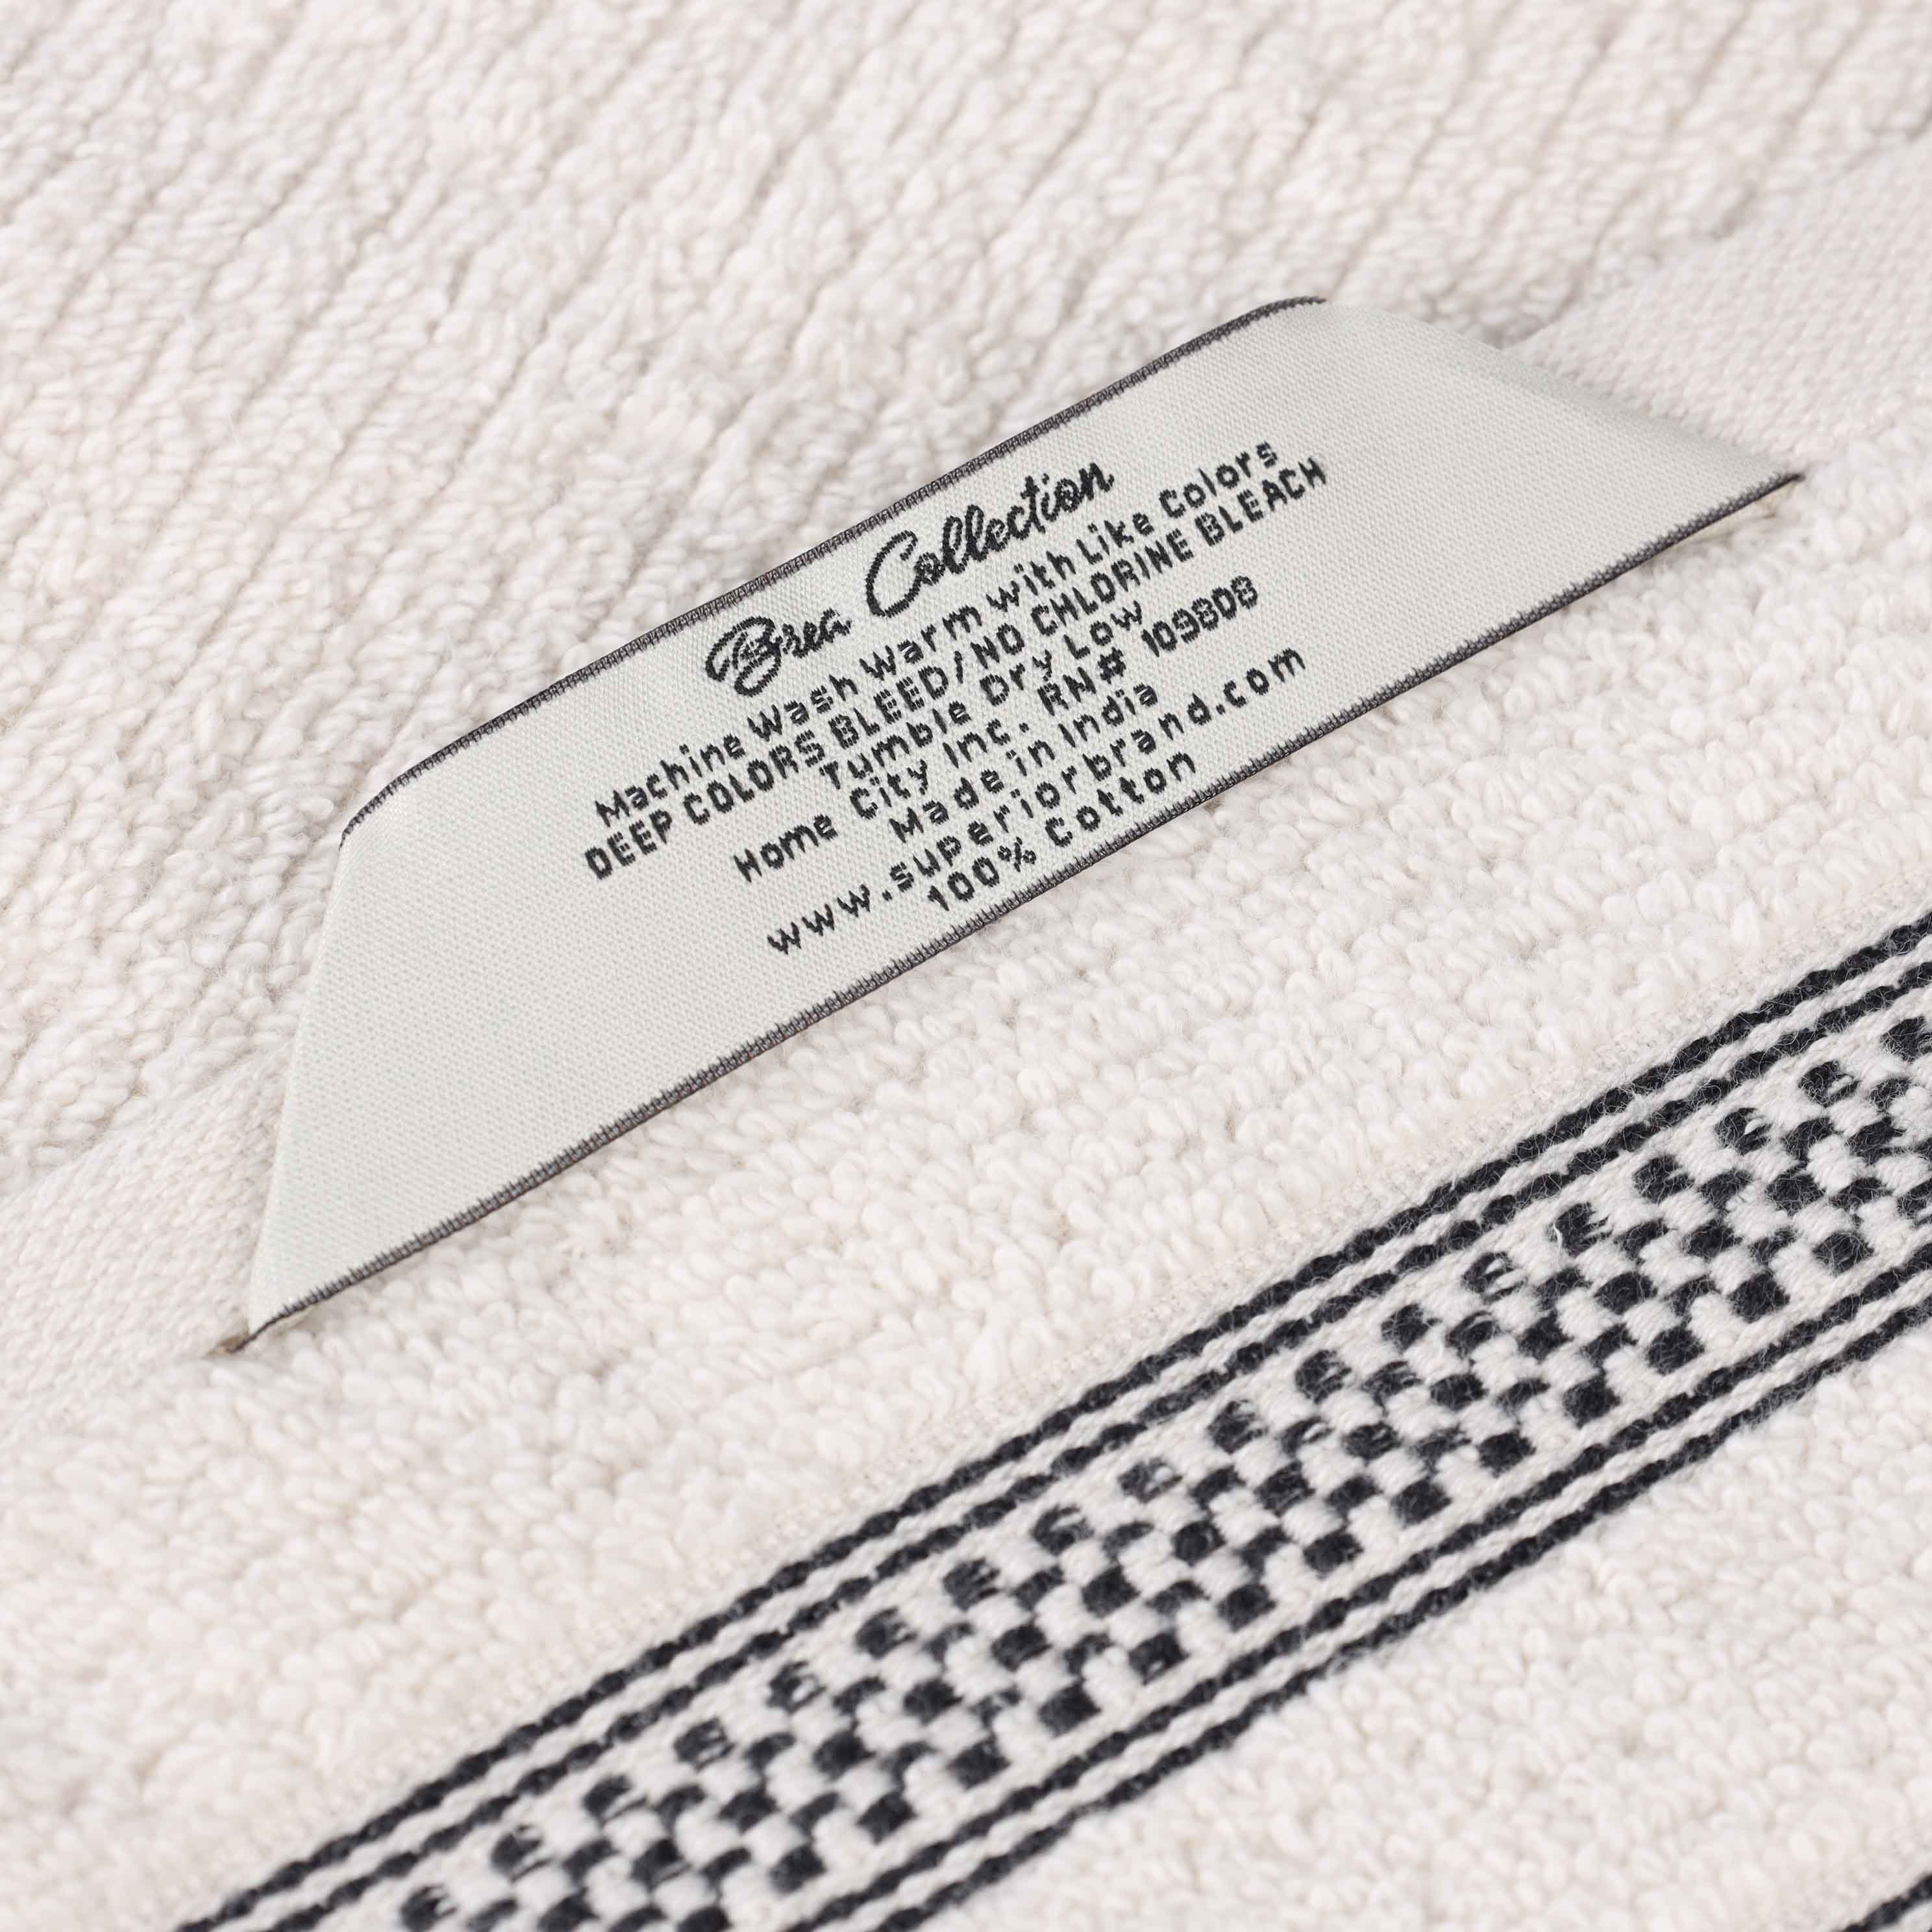 Brea Collection
Machine Wash Warm with Like Colors
DEEP COLORS BLEED/NO CHLORINE BLEACH
Tumble Dry Low
Home City Inc. RN# 109808
Made in India
www.superiorbrand.com
100% Cotton